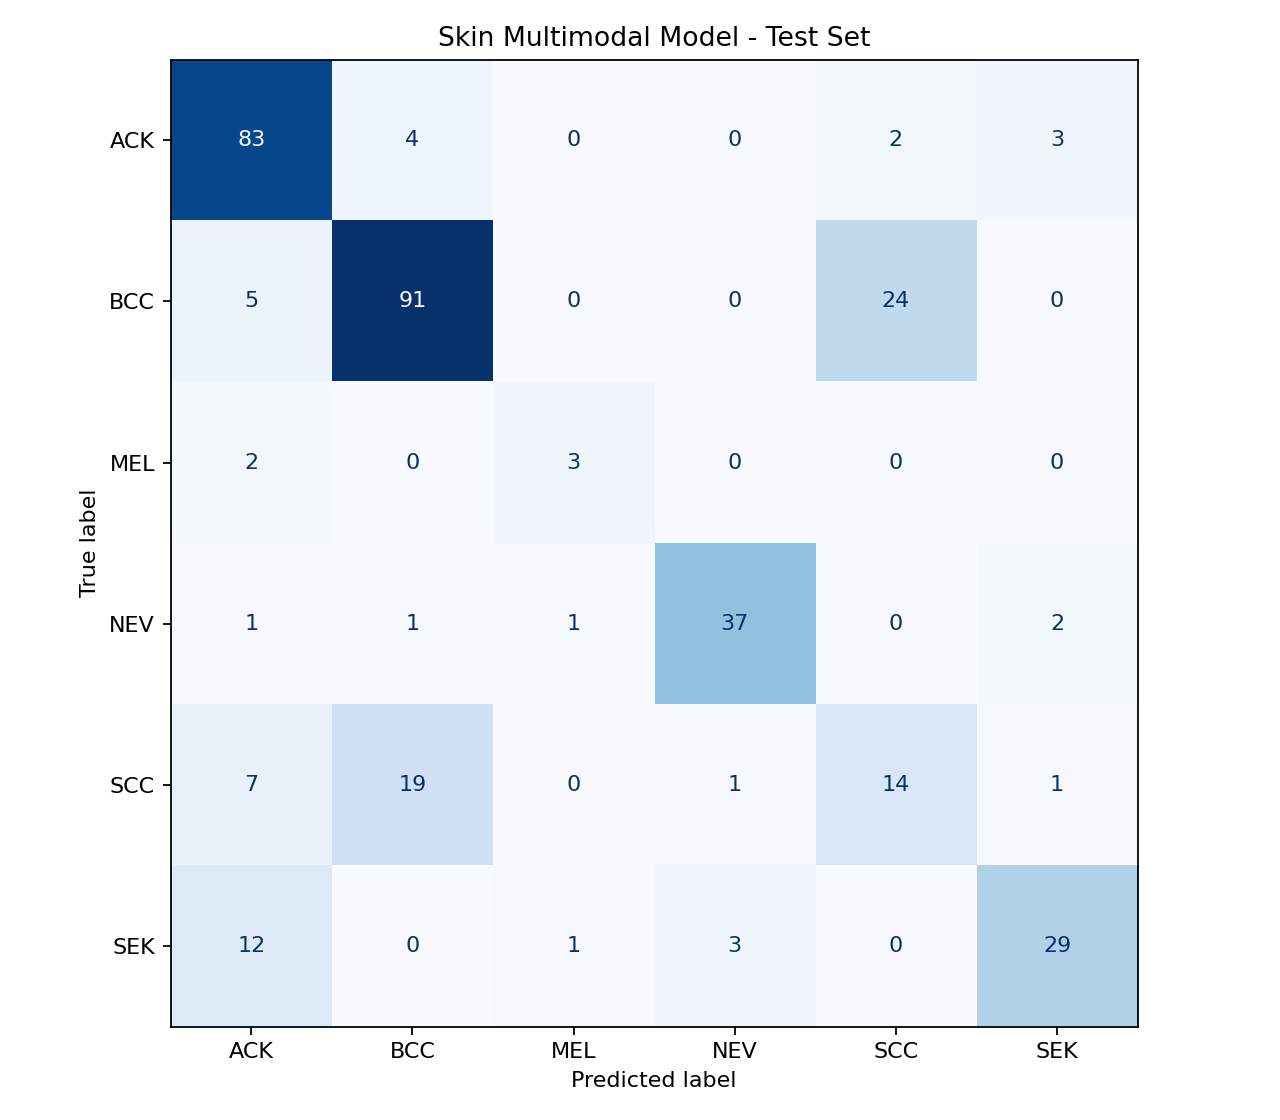 Skin Multimodal Model - Test Set
ACK 83 4 0 0 2 3
BCC 5 91 0 0 24 0
MEL 2 0 3 0 0 0
True label
NEV 1 1 1 37 0 2
SCC 7 19 0 1 14 1
SEK 12 0 1 3 0 29
ACK BCC MEL NEV SCC SEK
Predicted label